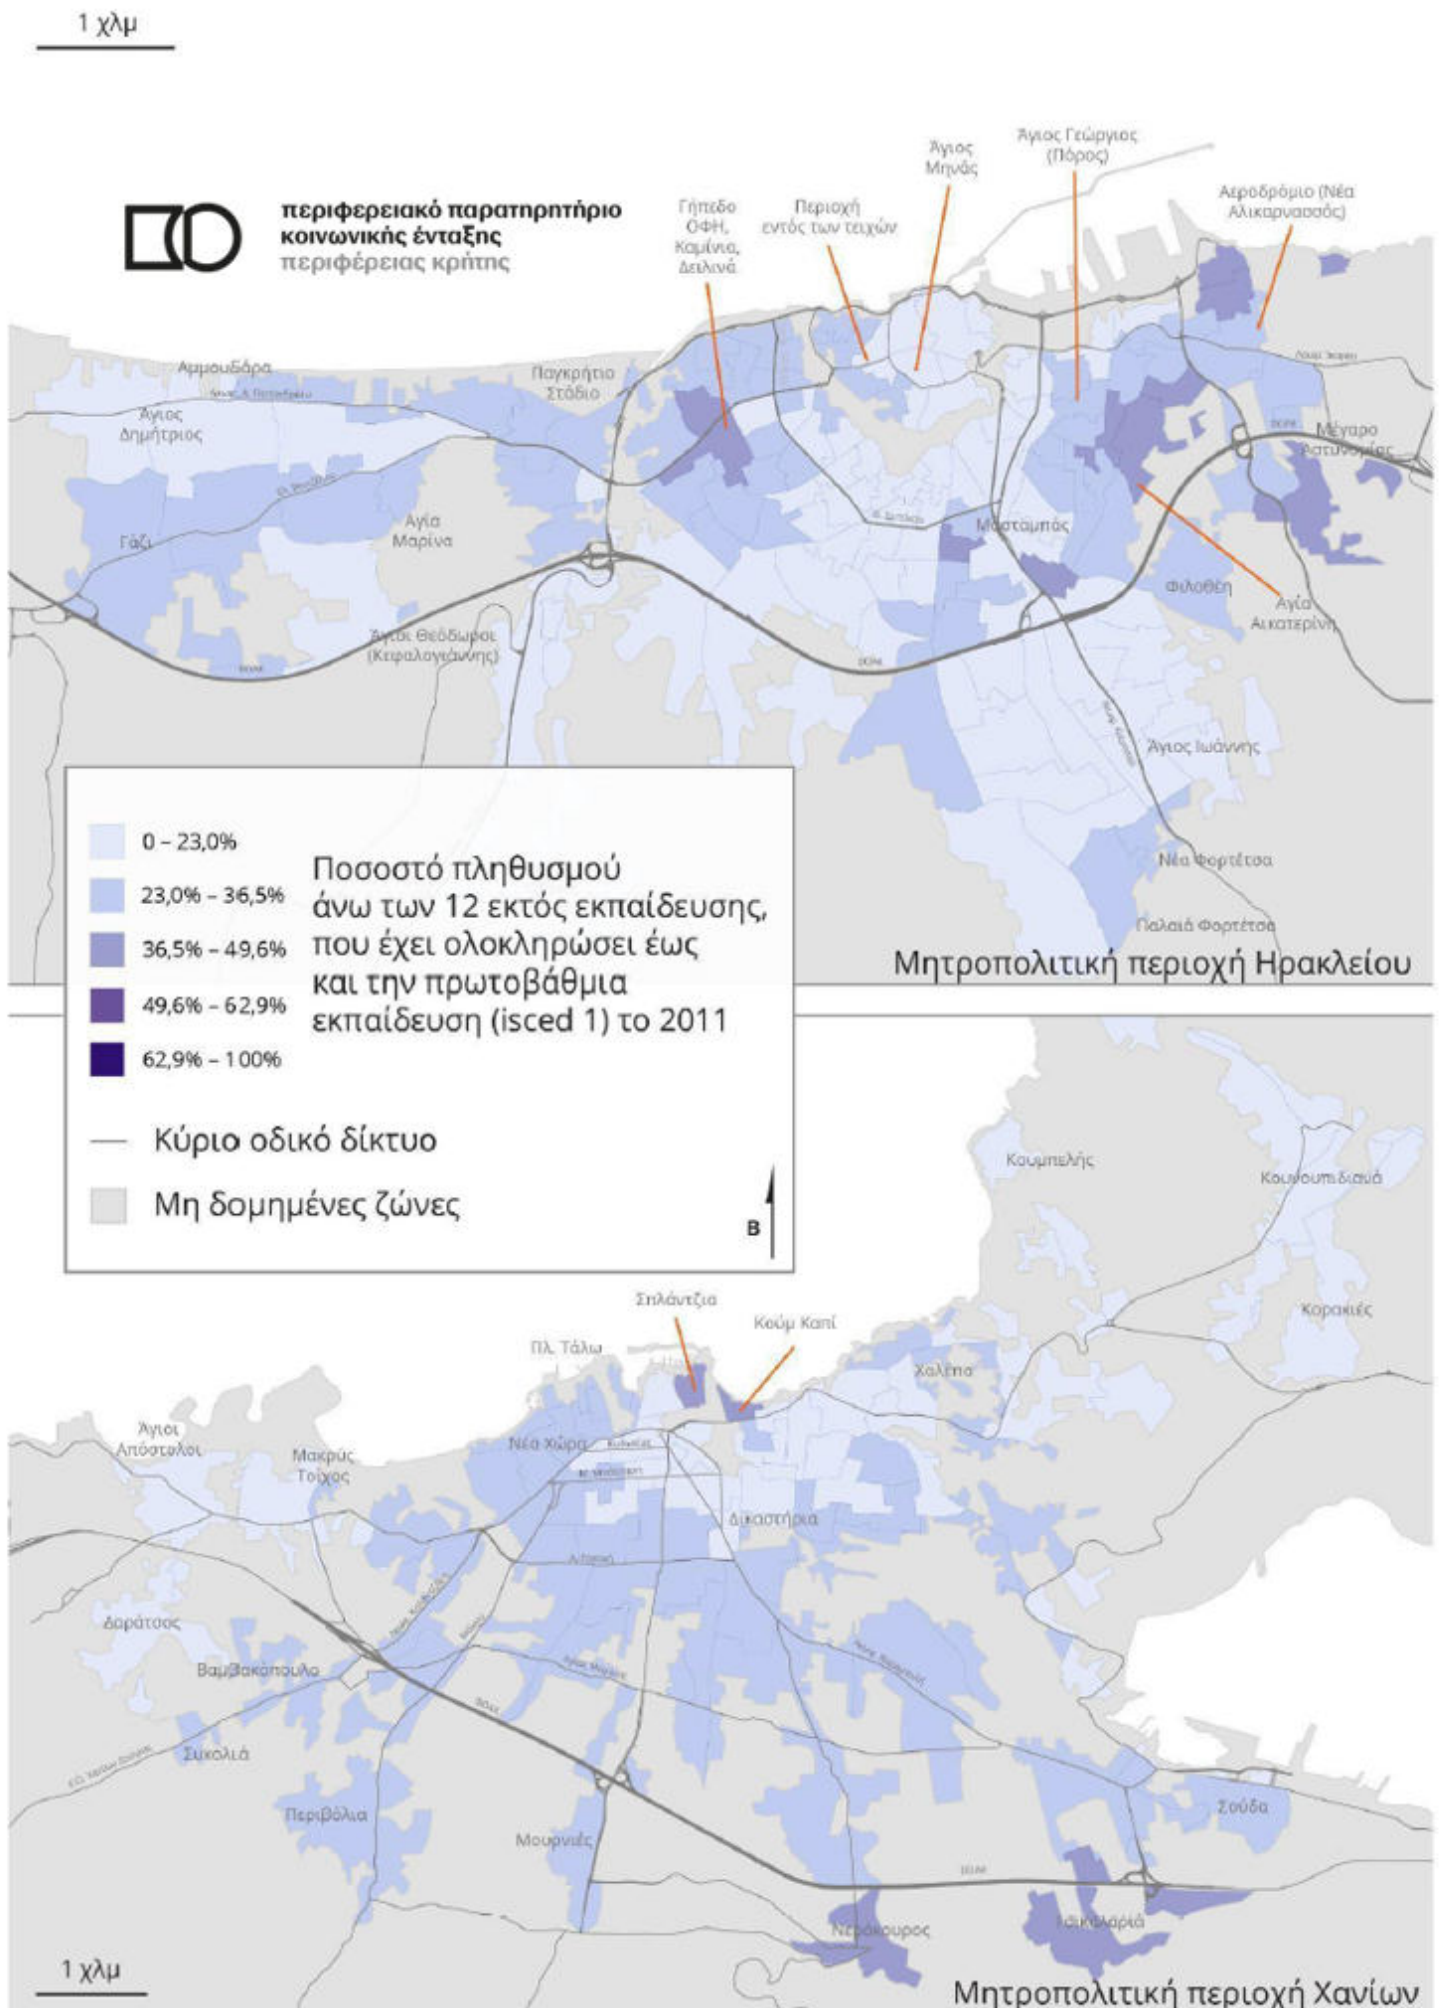 1 χλμ
περιφερειακό παρατηρητήριο
κοινωνικής ένταξης
περιφέρειας κρήτης
Γήπεδο
ΟΦΗ,
Καμίνια,
Δειλινά
Περιοχή
εντός των τειχών
Άγιος
Μηνάς
Άγιος Γεώργιος
(Πόρος)
Αεροδρόμιο (Νέα
Αλικαρνασσός)
Αμμουδάρα
Παγκρήτιο
Στάδιο
Άγιος
Δημήτριος
Μέγαρο
Αστυνομίας
Γάζι
Αγία
Μαρίνα
Μασταμπάς
Φιλοθέη
Αγία
Αικατερίνη
Άγιοι Θεόδωροι
(Κεφαλογιάννης)
Άγιος Ιωάννης
Νέα Φορτέτσα
Παλαιά Φορτέτσα
Μητροπολιτική περιοχή Ηρακλείου
0 – 23,0%
23,0% – 36,5%
36,5% – 49,6%
49,6% – 62,9%
62,9% – 100%
Ποσοστό πληθυσμού
άνω των 12 εκτός εκπαίδευσης,
που έχει ολοκληρώσει έως
και την πρωτοβάθμια
εκπαίδευση (isced 1) το 2011
Κύριο οδικό δίκτυο
Μη δομημένες ζώνες
Β
Κουμπελής
Κουνουπιδιανά
Κορακιές
Σπλάντζια
Κούμ Καπί
Πλ. Τάλω
Χαλέπα
Άγιοι
Απόστολοι
Μακρύς
Τοίχος
Νέα Χώρα
Δικαστήρια
Δαράτσος
Βαμβακόπουλο
Συκολιά
Περιβόλια
Μουρνιές
Σούδα
Νεροκουρος
Τσικαλαριά
1 χλμ
Μητροπολιτική περιοχή Χανίων